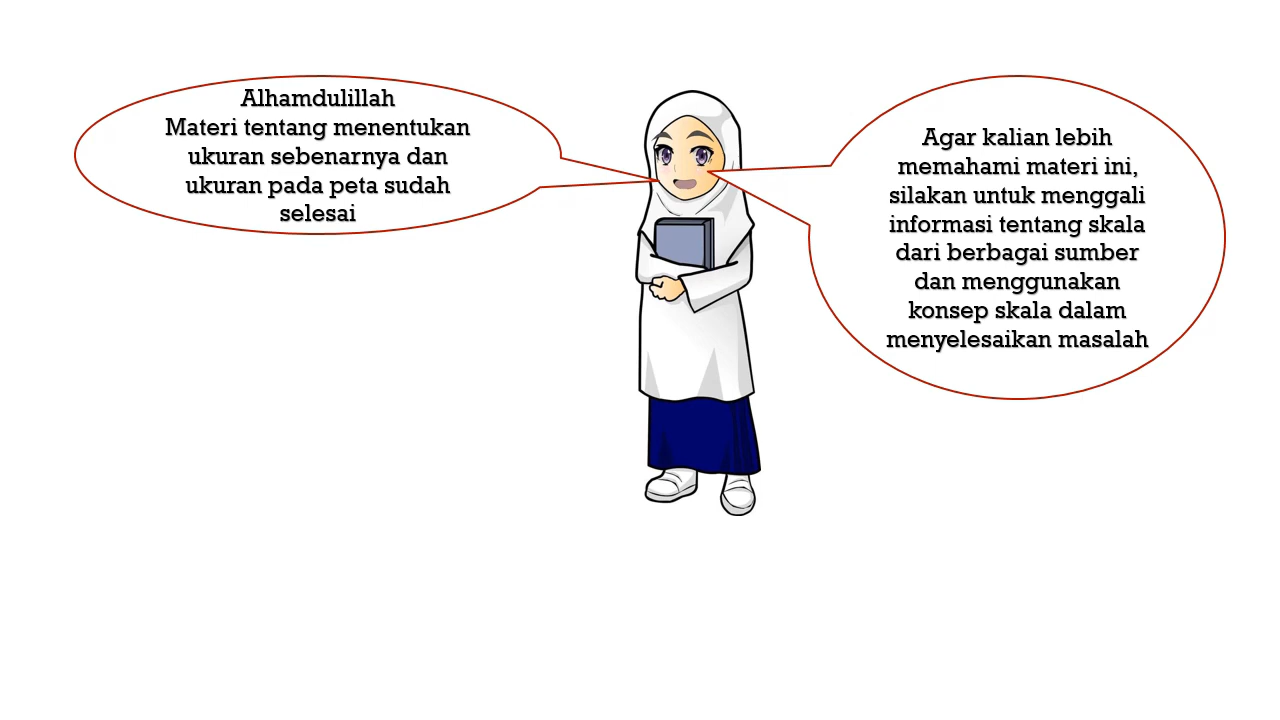 Alhamdulillah
Materi tentang menentukan
ukuran sebenarnya dan
ukuran pada peta sudah
selesai
Agar kalian lebih
memahami materi ini,
silakan untuk menggali
informasi tentang skala
dari berbagai sumber
dan menggunakan
konsep skala dalam
menyelesaikan masalah